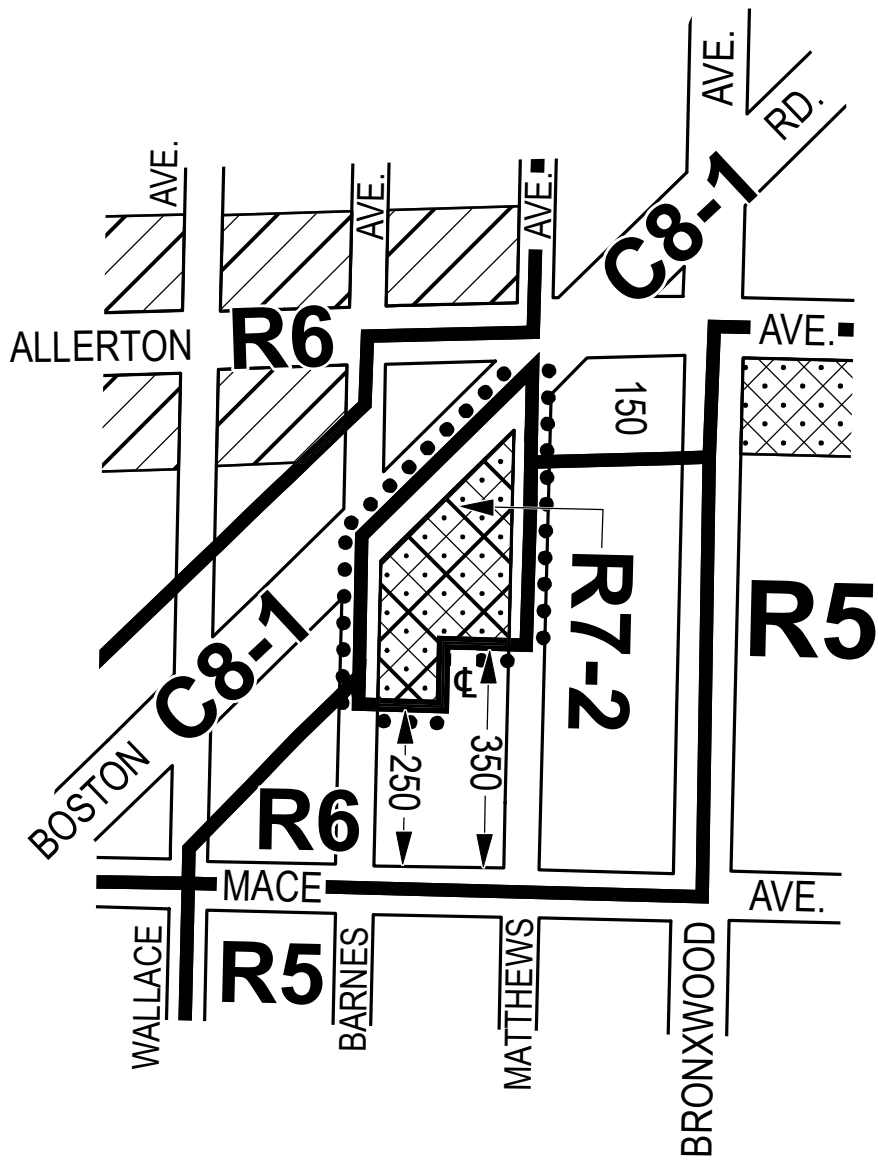 AVE.
RD.
AVE.
AVE.
AVE.
C8-1
ALLERTON
R6
AVE.
150
R7-2
R5
C8-1
BOSTON
℄
250
350
R6
MACE
AVE.
R5
WALLACE
BARNES
MATTHEWS
BRONXWOOD